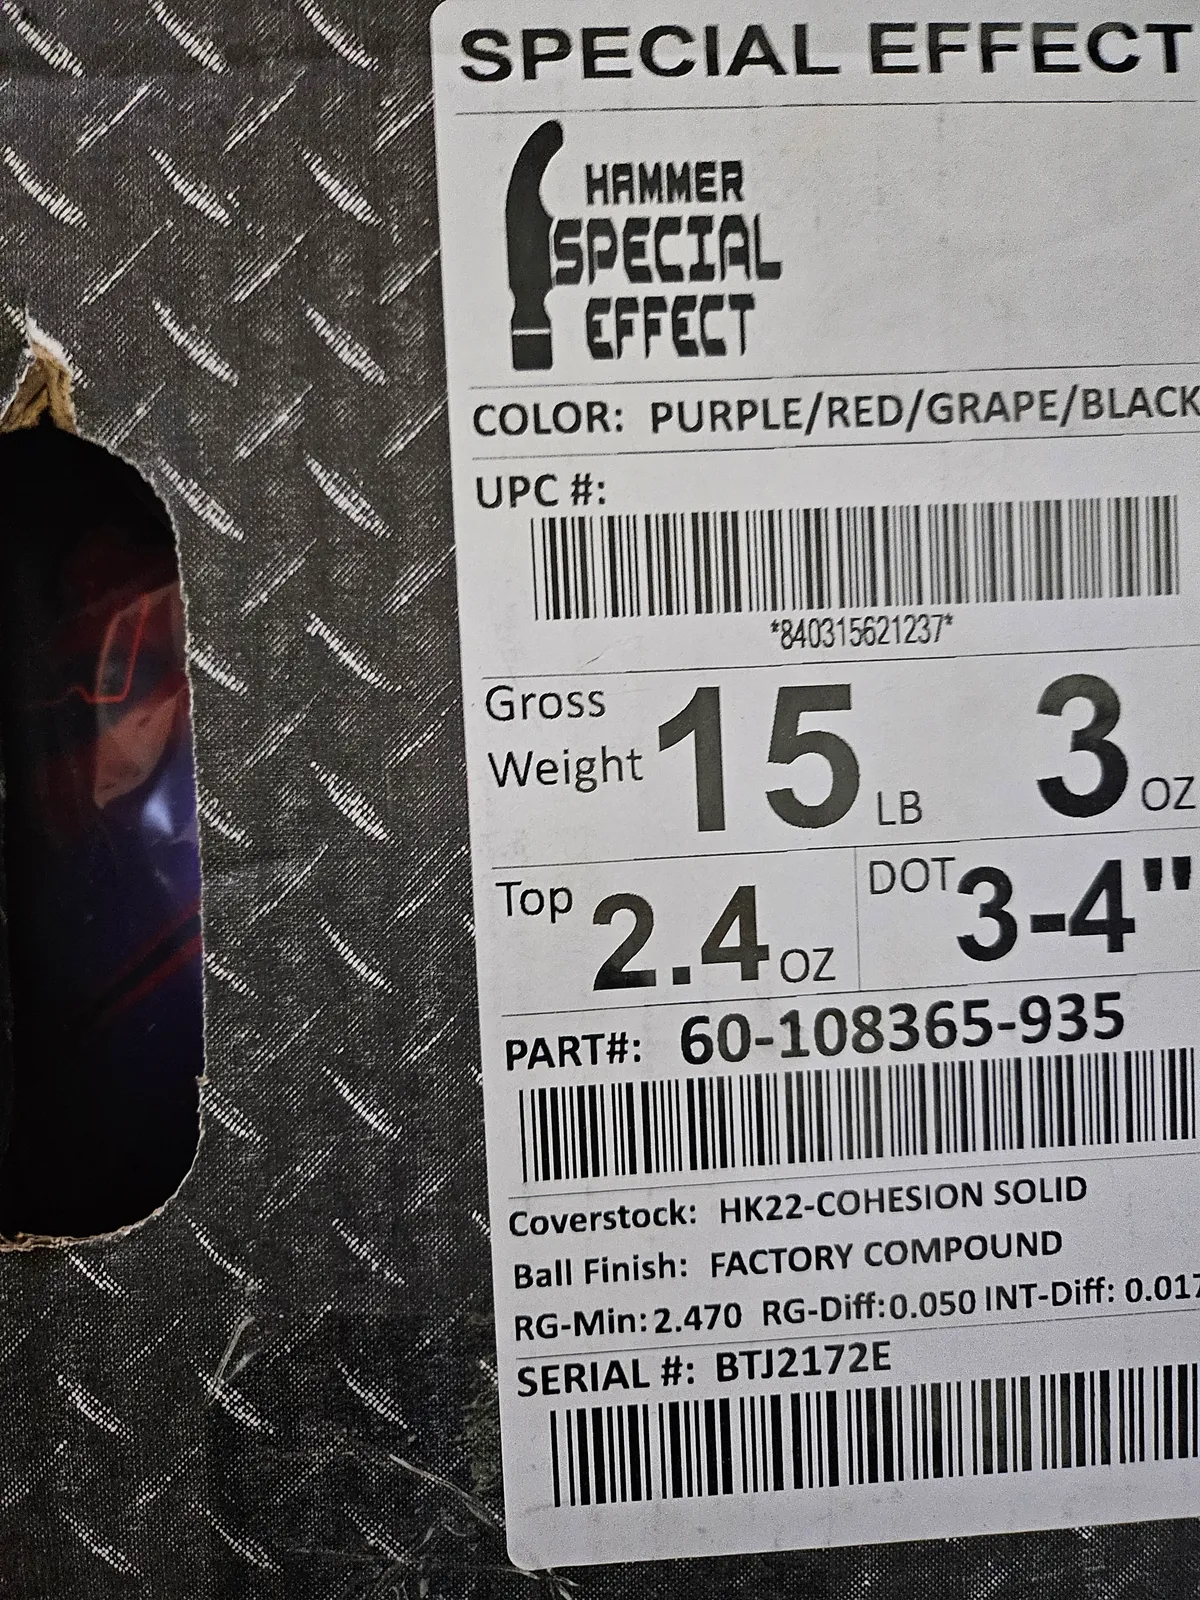 SPECIAL EFFECT
HAMMER
SPECIAL
EFFECT
COLOR: PURPLE/RED/GRAPE/BLACK
UPC #:
*840315621237*
Gross
Weight 15 LB 3 OZ
Top 2.4 OZ DOT 3-4"
PART#: 60-108365-935
Coverstock: HK22-COHESION SOLID
Ball Finish: FACTORY COMPOUND
RG-Min: 2.470 RG-Diff: 0.050 INT-Diff: 0.017
SERIAL #: BTJ2172E